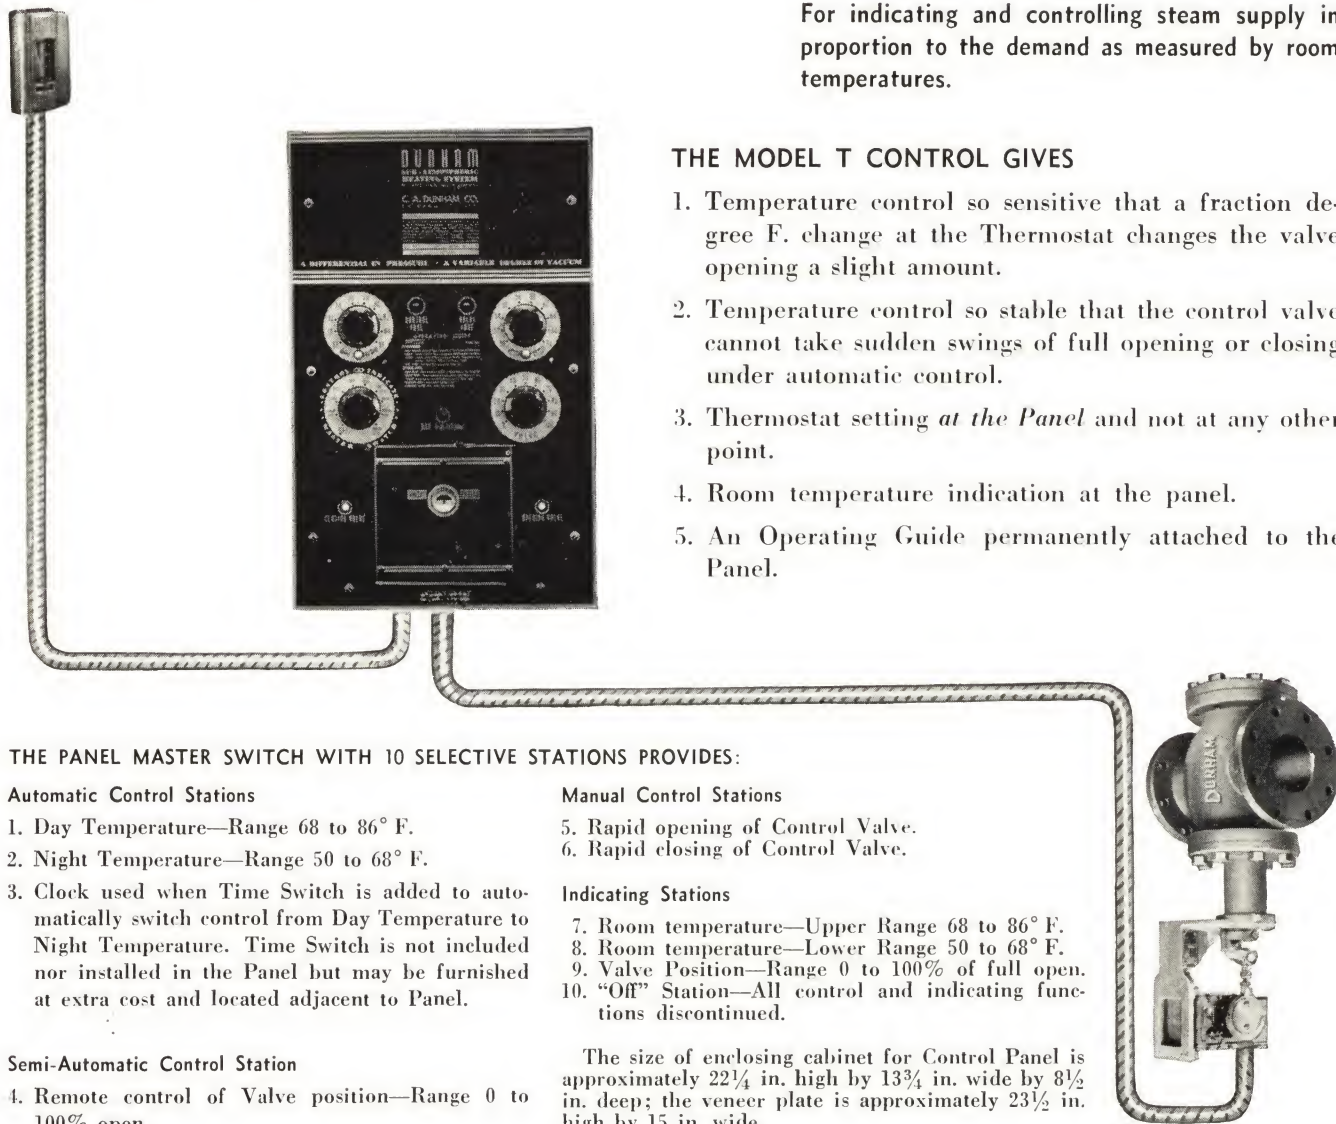 For indicating and controlling steam supply in
proportion to the demand as measured by room
temperatures.
THE MODEL T CONTROL GIVES
1. Temperature control so sensitive that a fraction de-
gree F. change at the Thermostat changes the valve
opening a slight amount.
2. Temperature control so stable that the control valve
cannot take sudden swings of full opening or closing
under automatic control.
3. Thermostat setting at the Panel and not at any other
point.
4. Room temperature indication at the panel.
5. An Operating Guide permanently attached to the
Panel.
DUNHAM
HEATING SYSTEM
C. A. DUNHAM CO.
A DIFFERENTIAL IN PRESSURE · A VARIABLE DEGREE OF VACUUM
MASTER SWITCH
DUNHAM
THE PANEL MASTER SWITCH WITH 10 SELECTIVE STATIONS PROVIDES:
Automatic Control Stations
1. Day Temperature—Range 68 to 86° F.
2. Night Temperature—Range 50 to 68° F.
3. Clock used when Time Switch is added to auto-
matically switch control from Day Temperature to
Night Temperature. Time Switch is not included
nor installed in the Panel but may be furnished
at extra cost and located adjacent to Panel.
Semi-Automatic Control Station
4. Remote control of Valve position—Range 0 to
100% open.
Manual Control Stations
5. Rapid opening of Control Valve.
6. Rapid closing of Control Valve.
Indicating Stations
7. Room temperature—Upper Range 68 to 86° F.
8. Room temperature—Lower Range 50 to 68° F.
9. Valve Position—Range 0 to 100% of full open.
10. “Off” Station—All control and indicating func-
tions discontinued.
The size of enclosing cabinet for Control Panel is
approximately 22¼ in. high by 13¾ in. wide by 8½
in. deep; the veneer plate is approximately 23½ in.
high by 15 in. wide.